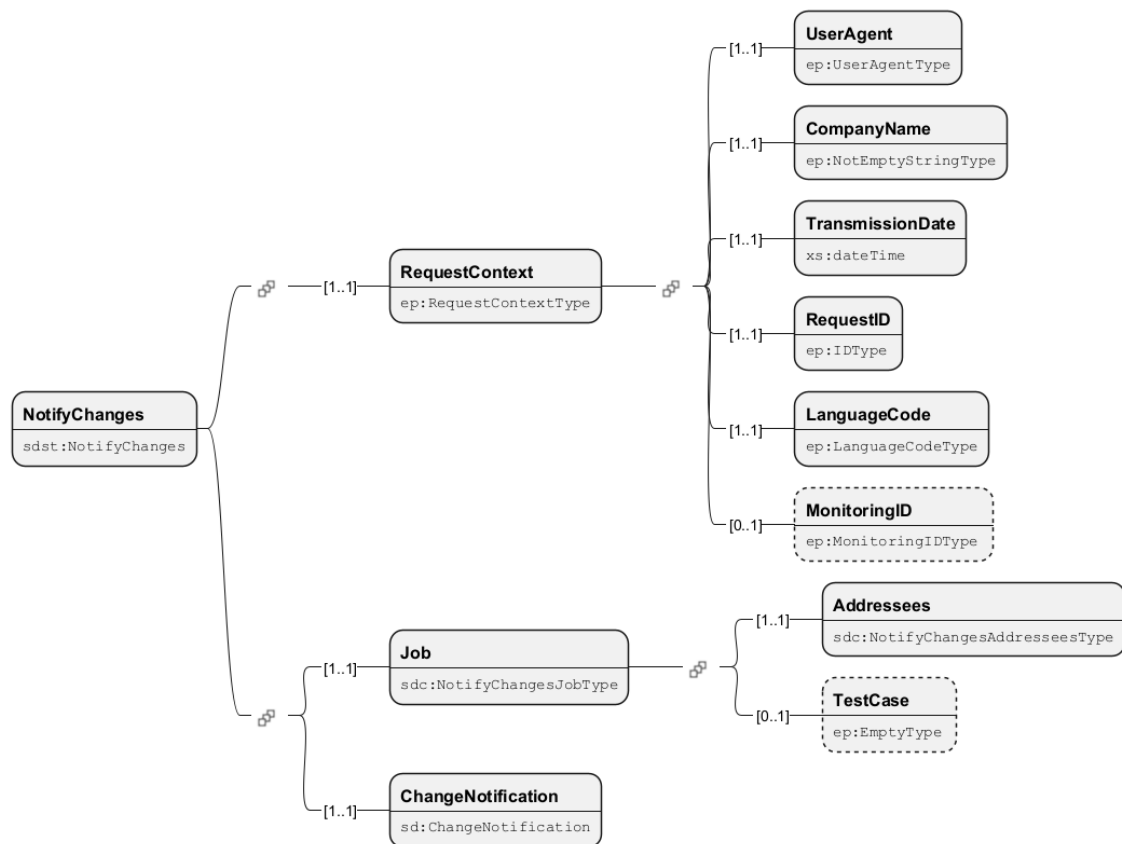 UserAgent
[1..1]
ep:UserAgentType
CompanyName
[1..1]
ep:NotEmptyStringType
TransmissionDate
[1..1]
xs:dateTime
RequestContext
[1..1]
ep:RequestContextType
RequestID
[1..1]
ep:IDType
NotifyChanges
sdst:NotifyChanges
LanguageCode
[1..1]
ep:LanguageCodeType
MonitoringID
[0..1]
ep:MonitoringIDType
Addressees
[1..1]
sdc:NotifyChangesAddresseesType
Job
[1..1]
sdc:NotifyChangesJobType
TestCase
[0..1]
ep:EmptyType
ChangeNotification
[1..1]
sd:ChangeNotification